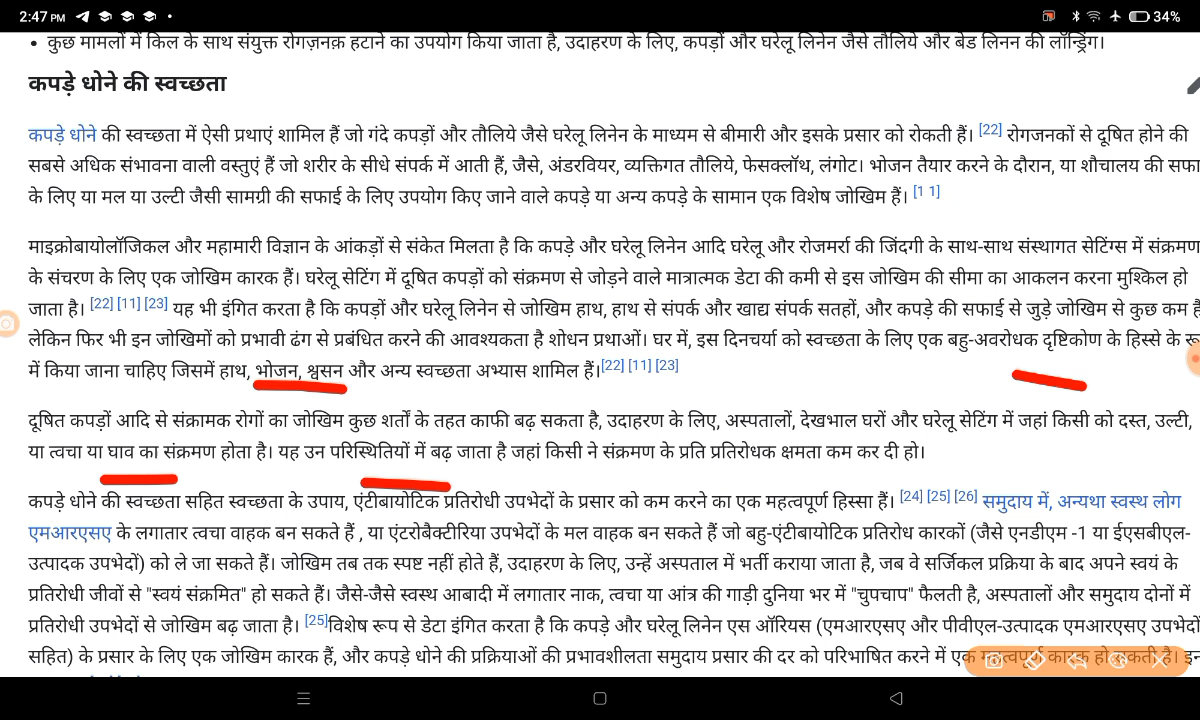 2:47 PM
34%
• कुछ मामलों में किल के साथ संयुक्त रोगज़नक़ हटाने का उपयोग किया जाता है, उदाहरण के लिए, कपड़ों और घरेलू लिनेन जैसे तौलिये और बेड लिनन की लॉन्ड्रिंग।
कपड़े धोने की स्वच्छता
कपड़े धोने की स्वच्छता में ऐसी प्रथाएं शामिल हैं जो गंदे कपड़ों और तौलिये जैसे घरेलू लिनेन के माध्यम से बीमारी और इसके प्रसार को रोकती हैं। [22] रोगजनकों से दूषित होने की
सबसे अधिक संभावना वाली वस्तुएं हैं जो शरीर के सीधे संपर्क में आती हैं, जैसे, अंडरवियर, व्यक्तिगत तौलिये, फेसक्लॉथ, लंगोट। भोजन तैयार करने के दौरान, या शौचालय की सफा
के लिए या मल या उल्टी जैसी सामग्री की सफाई के लिए उपयोग किए जाने वाले कपड़े या अन्य कपड़े के सामान एक विशेष जोखिम हैं। [1 1]
माइक्रोबायोलॉजिकल और महामारी विज्ञान के आंकड़ों से संकेत मिलता है कि कपड़े और घरेलू लिनेन आदि घरेलू और रोजमर्रा की जिंदगी के साथ-साथ संस्थागत सेटिंग्स में संक्रमण
के संचरण के लिए एक जोखिम कारक हैं। घरेलू सेटिंग में दूषित कपड़ों को संक्रमण से जोड़ने वाले मात्रात्मक डेटा की कमी से इस जोखिम की सीमा का आकलन करना मुश्किल हो
जाता है। [22] [11] [23] यह भी इंगित करता है कि कपड़ों और घरेलू लिनेन से जोखिम हाथ, हाथ से संपर्क और खाद्य संपर्क सतहों, और कपड़े की सफाई से जुड़े जोखिम से कुछ कम है
लेकिन फिर भी इन जोखिमों को प्रभावी ढंग से प्रबंधित करने की आवश्यकता है शोधन प्रथाओं। घर में, इस दिनचर्या को स्वच्छता के लिए एक बहु-अवरोधक दृष्टिकोण के हिस्से के रू
में किया जाना चाहिए जिसमें हाथ, भोजन, श्वसन और अन्य स्वच्छता अभ्यास शामिल हैं।[22] [11] [23]
दूषित कपड़ों आदि से संक्रामक रोगों का जोखिम कुछ शर्तों के तहत काफी बढ़ सकता है, उदाहरण के लिए, अस्पतालों, देखभाल घरों और घरेलू सेटिंग में जहां किसी को दस्त, उल्टी,
या त्वचा या घाव का संक्रमण होता है। यह उन परिस्थितियों में बढ़ जाता है जहां किसी ने संक्रमण के प्रति प्रतिरोधक क्षमता कम कर दी हो।
कपड़े धोने की स्वच्छता सहित स्वच्छता के उपाय, एंटीबायोटिक प्रतिरोधी उपभेदों के प्रसार को कम करने का एक महत्वपूर्ण हिस्सा हैं। [24] [25] [26] समुदाय में, अन्यथा स्वस्थ लोग
एमआरएसए के लगातार त्वचा वाहक बन सकते हैं , या एंटरोबैक्टीरिया उपभेदों के मल वाहक बन सकते हैं जो बहु-एंटीबायोटिक प्रतिरोध कारकों (जैसे एनडीएम -1 या ईएसबीएल-
उत्पादक उपभेदों) को ले जा सकते हैं। जोखिम तब तक स्पष्ट नहीं होते हैं, उदाहरण के लिए, उन्हें अस्पताल में भर्ती कराया जाता है, जब वे सर्जिकल प्रक्रिया के बाद अपने स्वयं के
प्रतिरोधी जीवों से "स्वयं संक्रमित" हो सकते हैं। जैसे-जैसे स्वस्थ आबादी में लगातार नाक, त्वचा या आंत्र की गाड़ी दुनिया भर में "चुपचाप" फैलती है, अस्पतालों और समुदाय दोनों में
प्रतिरोधी उपभेदों से जोखिम बढ़ जाता है। [25]विशेष रूप से डेटा इंगित करता है कि कपड़े और घरेलू लिनेन एस ऑरियस (एमआरएसए और पीवीएल-उत्पादक एमआरएसए उपभेदों
सहित) के प्रसार के लिए एक जोखिम कारक हैं, और कपड़े धोने की प्रक्रियाओं की प्रभावशीलता समुदाय प्रसार की दर को परिभाषित करने में एक महत्वपूर्ण कारक हो सकती है। इन